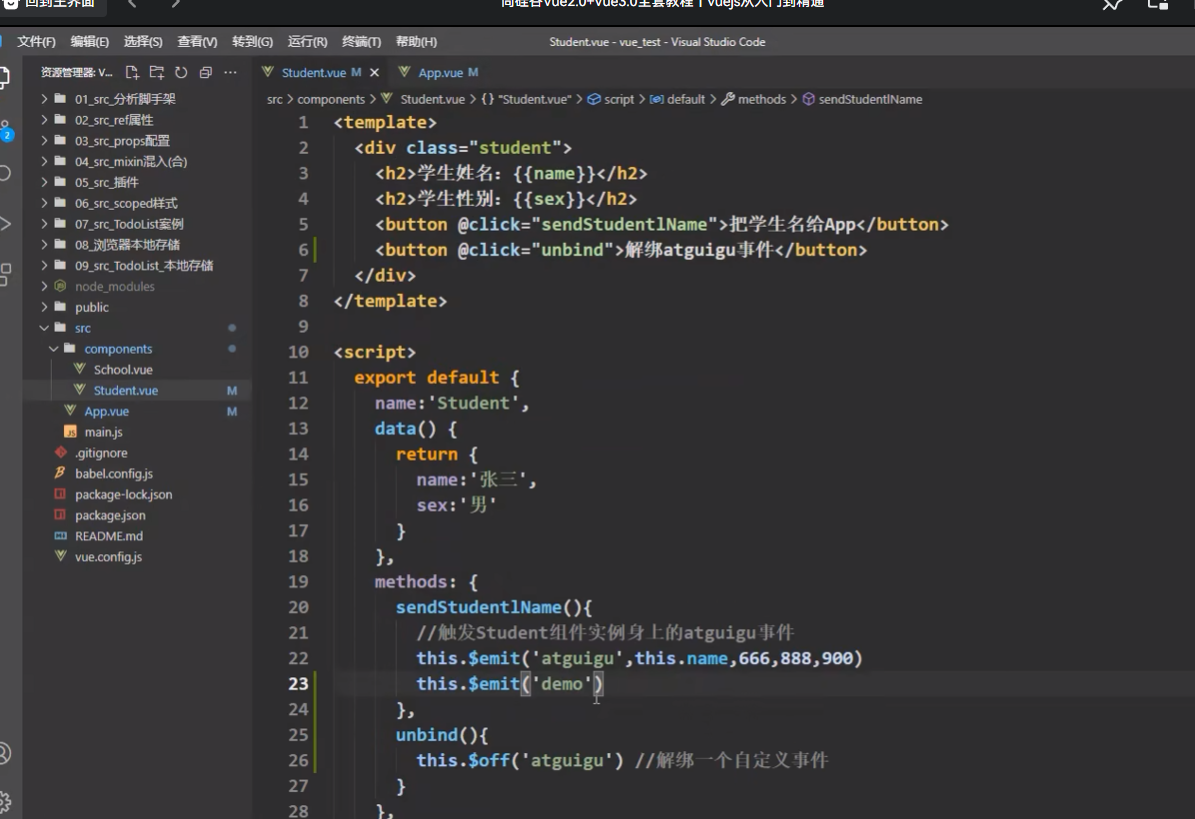 回到主界面
尚硅谷Vue2.0+Vue3.0全套教程丨vuejs从入门到精通
文件(F) 编辑(E) 选择(S) 查看(V) 转到(G) 运行(R) 终端(T) 帮助(H)
Student.vue - vue_test - Visual Studio Code
资源管理器: V...
Student.vue M
App.vue M
src > components > Student.vue > {} "Student.vue" > script > default > methods > sendStudentlName
2
01_src_分析脚手架
02_src_ref属性
03_src_props配置
04_src_mixin混入(合)
05_src_插件
06_src_scoped样式
07_src_TodoList案例
08_浏览器本地存储
09_src_TodoList_本地存储
node_modules
public
src
components
School.vue
Student.vue M
App.vue M
main.js
.gitignore
babel.config.js
package-lock.json
package.json
README.md
vue.config.js
1 <template>
2 <div class="student">
3 <h2>学生姓名：{{name}}</h2>
4 <h2>学生性别：{{sex}}</h2>
5 <button @click="sendStudentlName">把学生名给App</button>
6 <button @click="unbind">解绑atguigu事件</button>
7 </div>
8 </template>
9
10 <script>
11 export default {
12 name:'Student',
13 data() {
14 return {
15 name:'张三',
16 sex:'男'
17 }
18 },
19 methods: {
20 sendStudentlName(){
21 //触发Student组件实例身上的atguigu事件
22 this.$emit('atguigu',this.name,666,888,900)
23 this.$emit('demo')
24 },
25 unbind(){
26 this.$off('atguigu') //解绑一个自定义事件
27 }
28 },